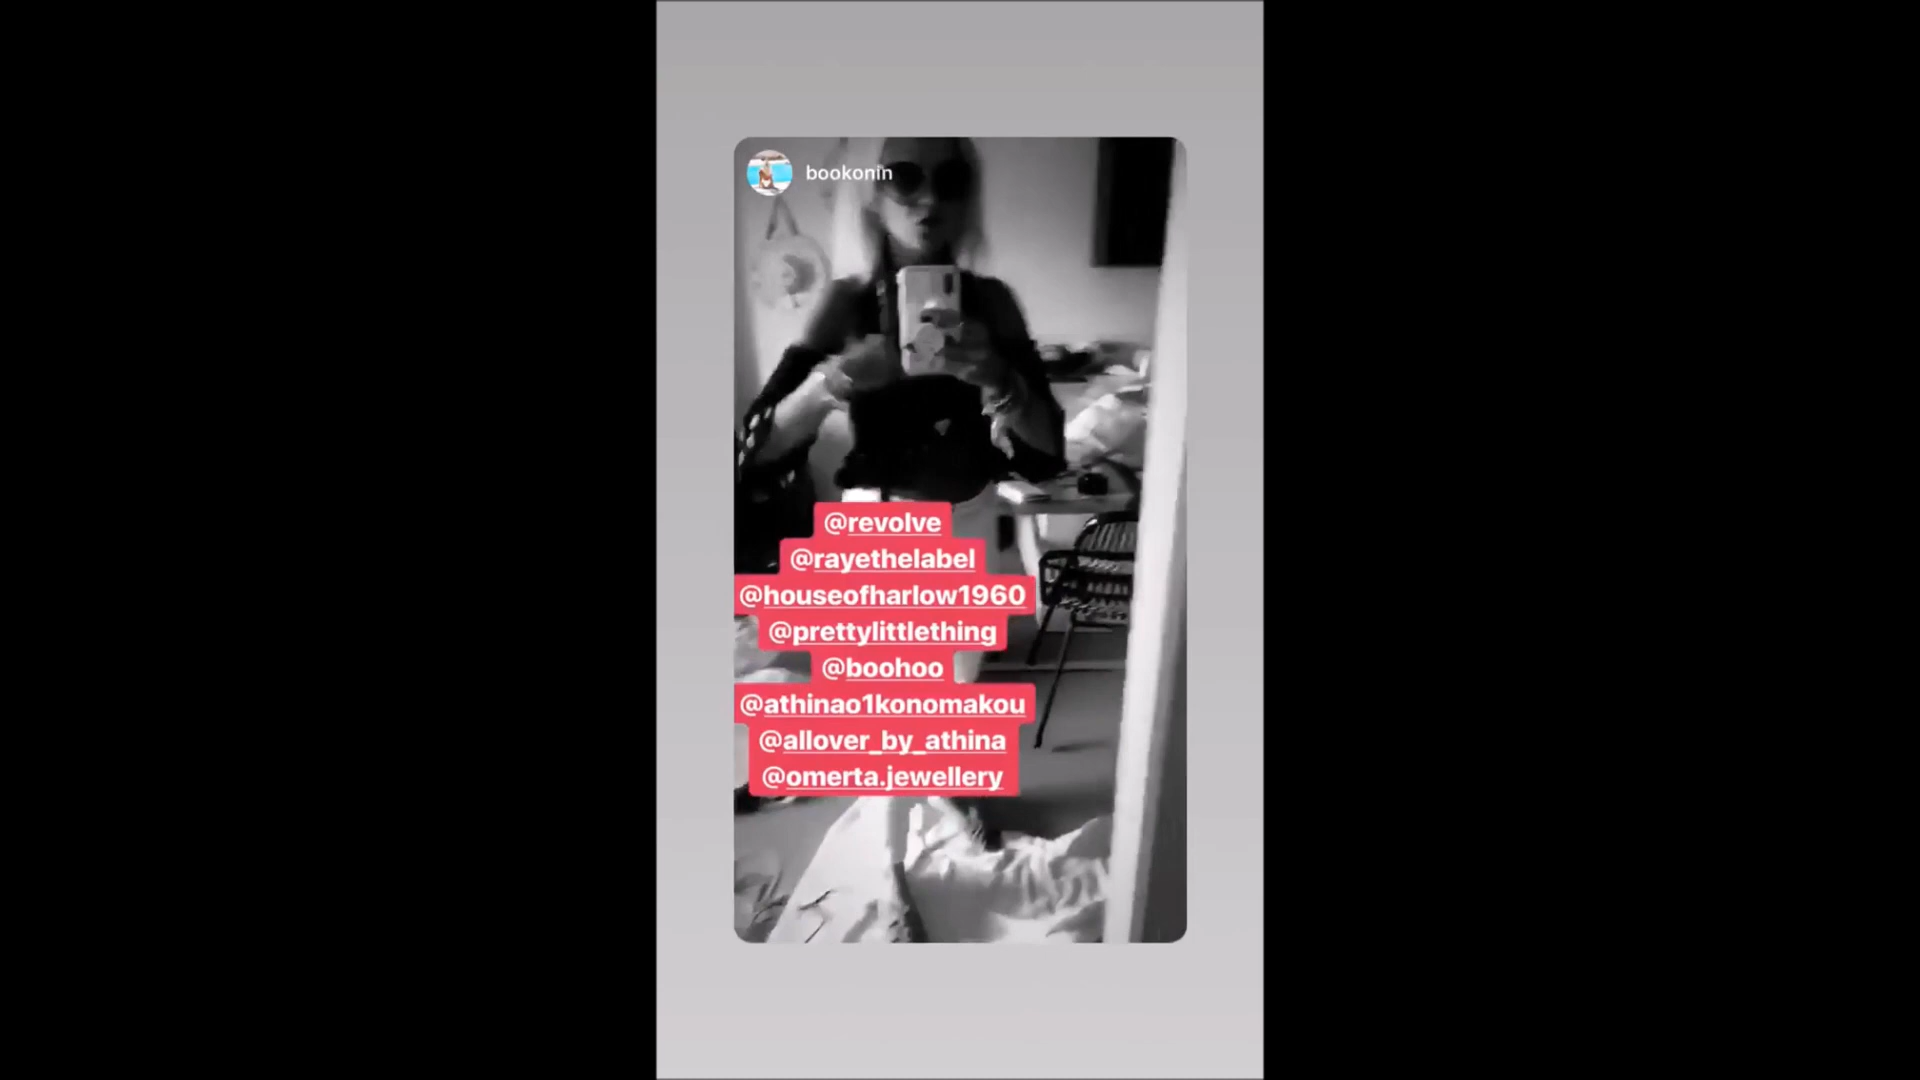 bookonin
@revolve
@rayethelabel
@houseofharlow1960
@prettylittlething
@boohoo
@athinao1konomakou
@allover_by_athina
@omerta.jewellery